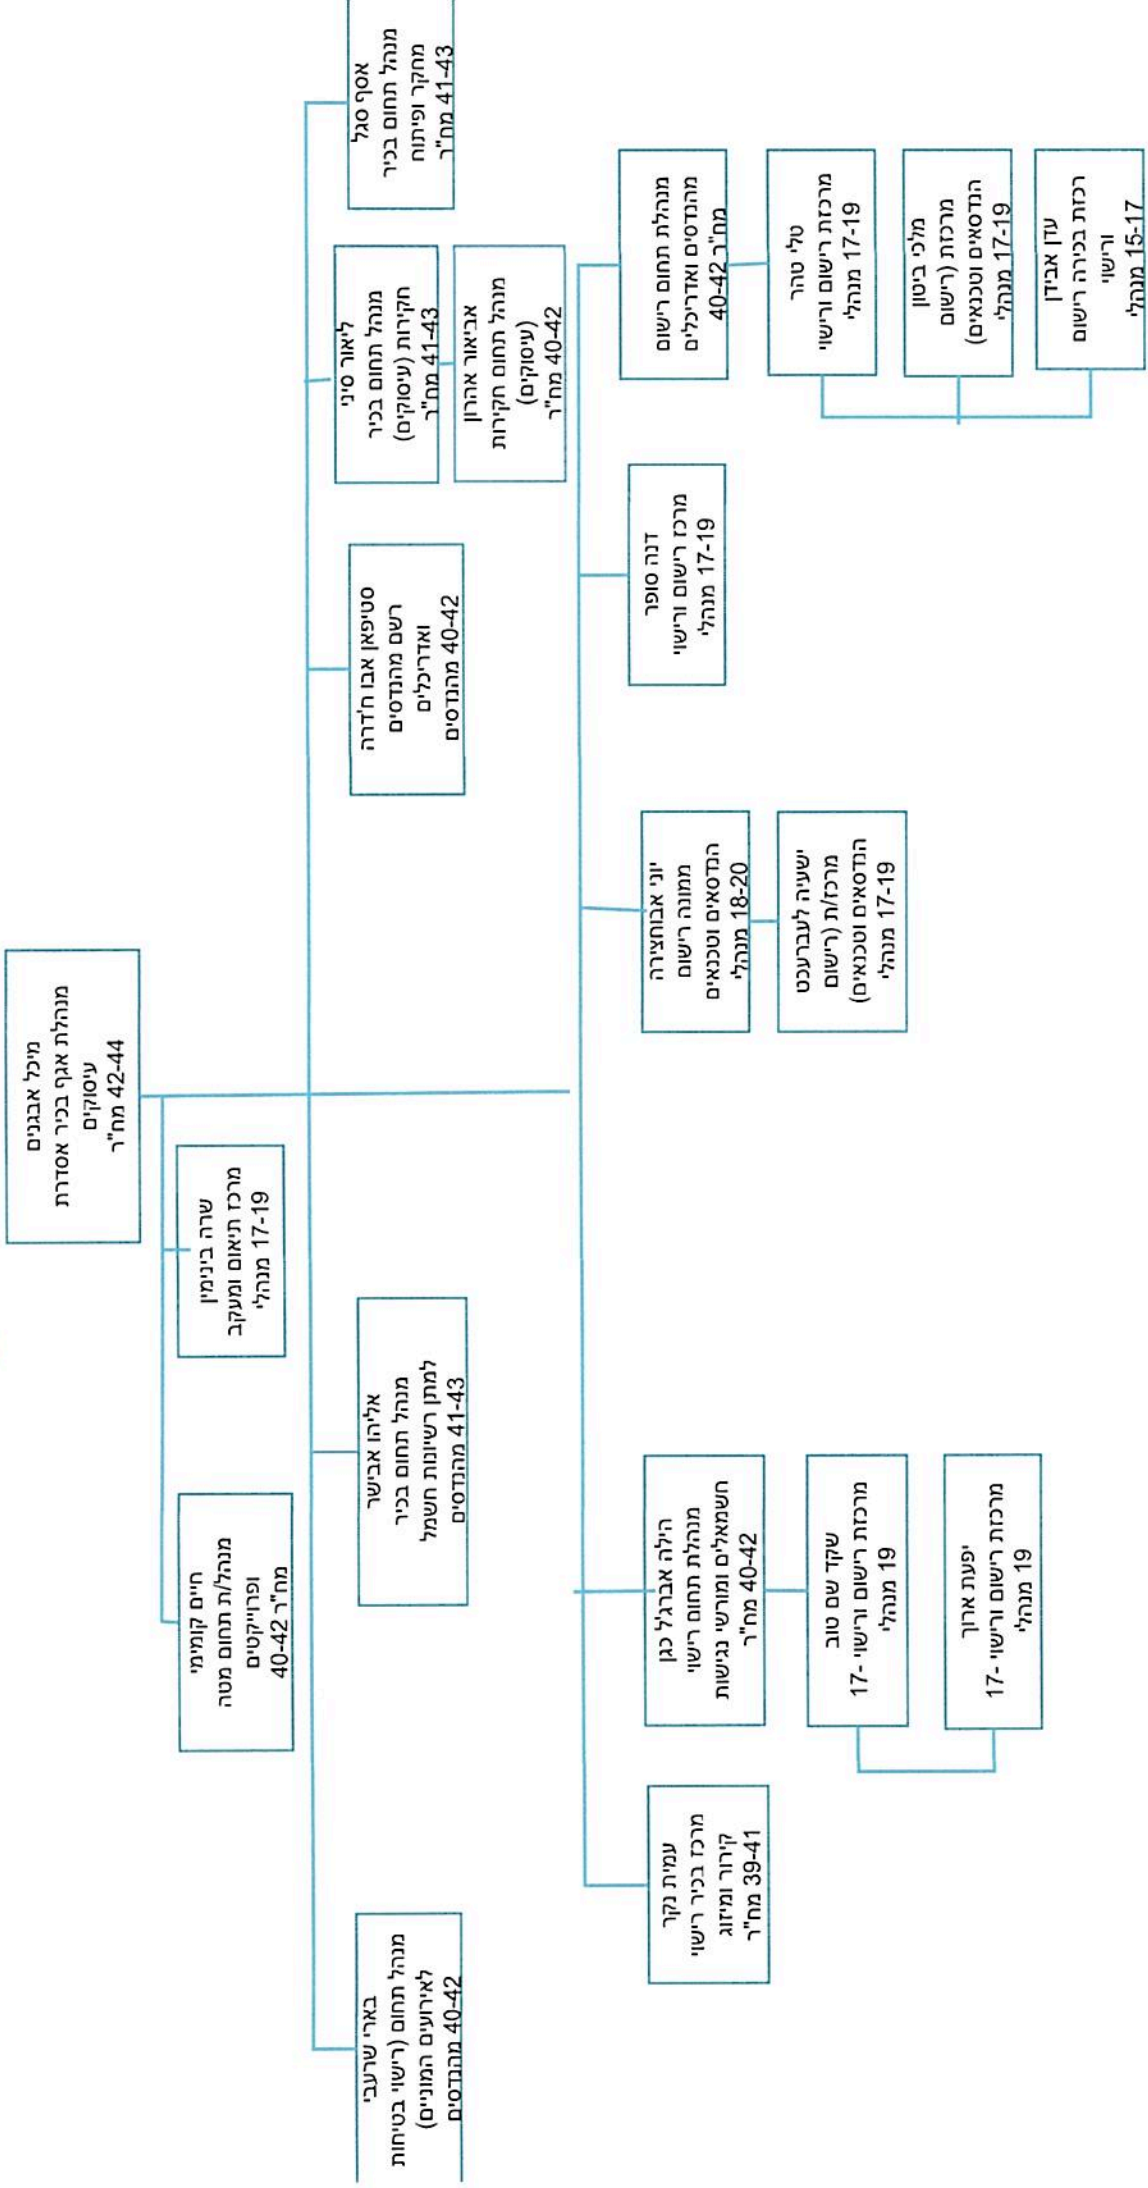 מיכל אבגנים
מנהלת אגף בכיר אסדרת
עיסוקים
42-44 מח"ר
שרה בינימין
מרכז תיאום ומעקב
17-19 מנהלי
חיים קומימי
מנהל/ת תחום מטה
ופרוייקטים
40-42 מח"ר
אסף סגל
מנהל תחום בכיר
מחקר ופיתוח
41-43 מח"ר
ליאור סיני
מנהל תחום בכיר
חקירות (עיסוקים)
41-43 מח"ר
אביאור אהרון
מנהל תחום חקירות
(עיסוקים)
40-42 מח"ר
סטיפאן אבו ח'דרה
רשם מהנדסים
ואדריכלים
40-42 מהנדסים
אליהו אבישר
מנהל תחום בכיר
למתן רשיונות חשמל
41-43 מהנדסים
בארי שרעבי
מנהל תחום (רישוי בטיחות
לאירועים המוניים)
40-42 מהנדסים
מנהלת תחום רישום
מהנדסים ואדריכלים
40-42 מח"ר
טלי טהר
מרכזת רישום ורישוי
17-19 מנהלי
מלכי ביטון
מרכזת (רישום
הנדסאים וטכנאים)
17-19 מנהלי
עדן אבידן
רכזת בכירה רישום
ורישוי
15-17 מנהלי
דנה סופר
מרכז רישום ורישוי
17-19 מנהלי
יוני אבוחצירה
ממונה רישום
הנדסאים וטכנאים
18-20 מנהלי
ישעיה לעברעכט
מרכז/ת (רישום
הנדסאים וטכנאים)
17-19 מנהלי
הילה אברג'ל כגן
מנהלת תחום רישוי
חשמאלים ומורשי נגישות
40-42 מח"ר
שקד שם טוב
מרכזת רישום ורישוי 17-
19 מנהלי
יפעת ארוך
מרכזת רישום ורישוי 17-
19 מנהלי
עמית נקר
מרכז בכיר רישוי
קירור ומיזוג
39-41 מח"ר